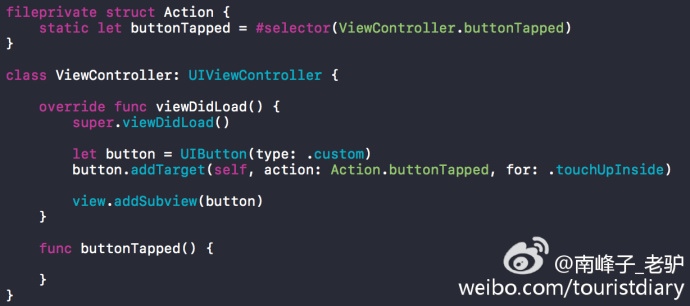 fileprivate struct Action {
    static let buttonTapped = #selector(ViewController.buttonTapped)
}
class ViewController: UIViewController {
    override func viewDidLoad() {
        super.viewDidLoad()
        let button = UIButton(type: .custom)
        button.addTarget(self, action: Action.buttonTapped, for: .touchUpInside)
        view.addSubview(button)
    }
    func buttonTapped() {
    }
}
@南峰子_老驴
weibo.com/touristdiary